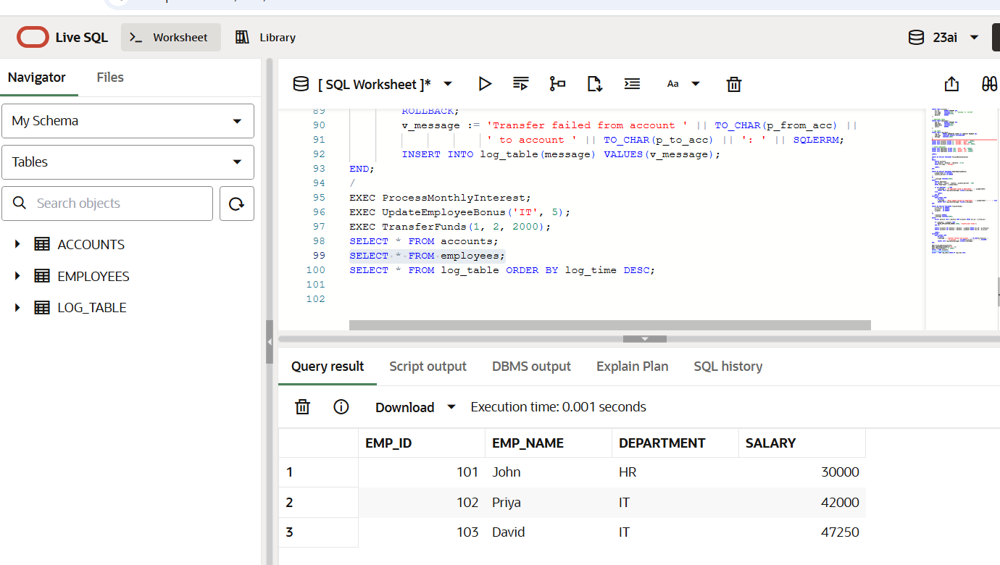 Live SQL
Worksheet
Library
23ai
Navigator
Files
[ SQL Worksheet ]*
Aa
My Schema
Tables
Search objects
ACCOUNTS
EMPLOYEES
LOG_TABLE
89 ROLLBACK;
90 v_message := 'Transfer failed from account ' || TO_CHAR(p_from_acc) ||
91 ' to account ' || TO_CHAR(p_to_acc) || ': ' || SQLERRM;
92 INSERT INTO log_table(message) VALUES(v_message);
93 END;
94 /
95 EXEC ProcessMonthlyInterest;
96 EXEC UpdateEmployeeBonus('IT', 5);
97 EXEC TransferFunds(1, 2, 2000);
98 SELECT * FROM accounts;
99 SELECT * FROM employees;
100 SELECT * FROM log_table ORDER BY log_time DESC;
101
102
Query result
Script output
DBMS output
Explain Plan
SQL history
Download
Execution time: 0.001 seconds
EMP_ID EMP_NAME DEPARTMENT SALARY
1 101 John HR 30000
2 102 Priya IT 42000
3 103 David IT 47250